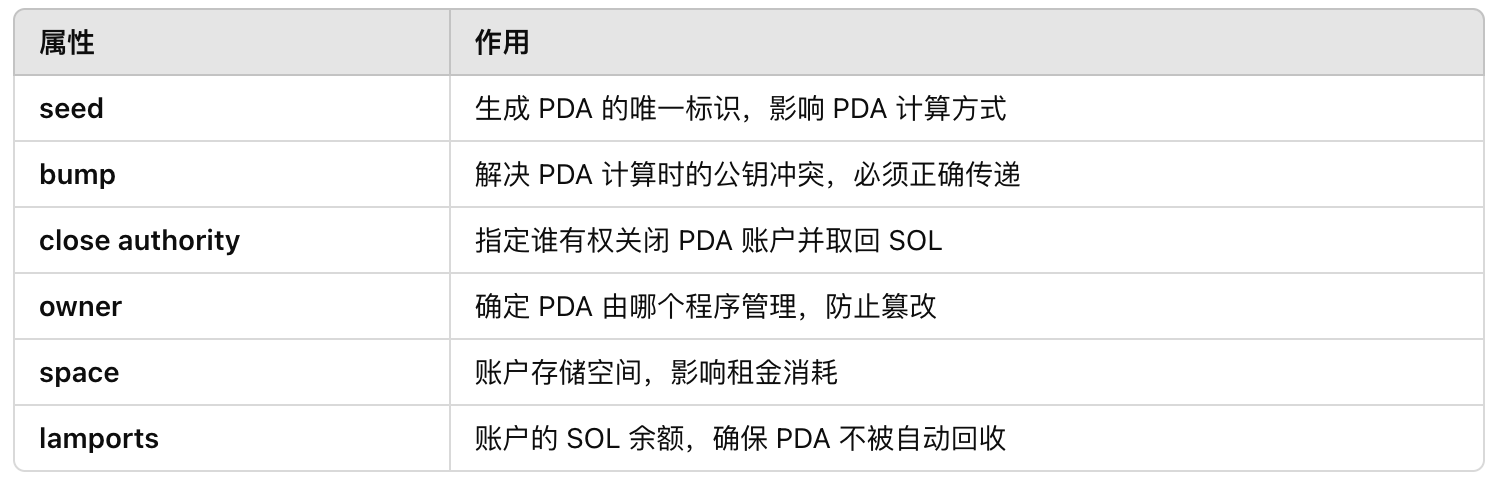 属性 作用
seed 生成 PDA 的唯一标识，影响 PDA 计算方式
bump 解决 PDA 计算时的公钥冲突，必须正确传递
close authority 指定谁有权关闭 PDA 账户并取回 SOL
owner 确定 PDA 由哪个程序管理，防止篡改
space 账户存储空间，影响租金消耗
lamports 账户的 SOL 余额，确保 PDA 不被自动回收